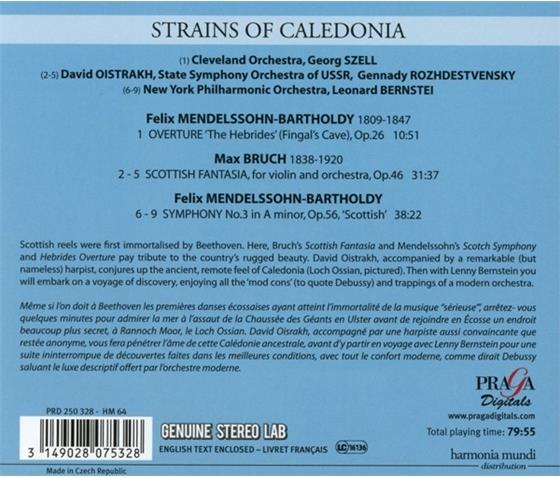 STRAINS OF CALEDONIA
(1) Cleveland Orchestra, Georg SZELL
(2-5) David OISTRAKH, State Symphony Orchestra of USSR, Gennady ROZHDESTVENSKY
(6-9) New York Philharmonic Orchestra, Leonard BERNSTEI
Felix MENDELSSOHN-BARTHOLDY 1809-1847
1 OVERTURE 'The Hebrides' (Fingal's Cave), Op.26 10:51
Max BRUCH 1838-1920
2 - 5 SCOTTISH FANTASIA, for violin and orchestra, Op.46 31:37
Felix MENDELSSOHN-BARTHOLDY
6 - 9 SYMPHONY No.3 in A minor, Op.56, 'Scottish' 38:22
Scottish reels were first immortalised by Beethoven. Here, Bruch's Scottish Fantasia and Mendelssohn's Scotch Symphony
and Hebrides Overture pay tribute to the country's rugged beauty. David Oistrakh, accompanied by a remarkable (but
nameless) harpist, conjures up the ancient, remote feel of Caledonia (Loch Ossian, pictured). Then with Lenny Bernstein you
will embark on a voyage of discovery, enjoying all the 'mod cons' (to quote Debussy) and trappings of a modern orchestra.
Même si l'on doit à Beethoven les premières danses écossaises ayant atteint l'immortalité de la musique "sérieuse", arrêtez- vous
quelques minutes pour admirer la mer à l'assaut de la Chaussée des Géants en Ulster avant de rejoindre en Écosse un endroit
beaucoup plus secret, à Rannoch Moor, le Loch Ossian. David Oisrakh, accompagné par une harpiste aussi convaincante que
restée anonyme, vous fera pénétrer l'âme de cette Calédonie ancestrale, avant d'y partir en voyage avec Lenny Bernstein pour une
suite ininterrompue de découvertes faites dans les meilleures conditions, avec tout le confort moderne, comme dirait Debussy
saluant le luxe descriptif offert par l'orchestre moderne.
PRAGA
Digitals
www.pragadigitals.com
PRD 250 328 - HM 64
3 149028 075328
Made in Czech Republic
GENUINE STEREO LAB
ENGLISH TEXT ENCLOSED – LIVRET FRANÇAIS
LC 16136
Total playing time: 79:55
harmonia mundi
distribution